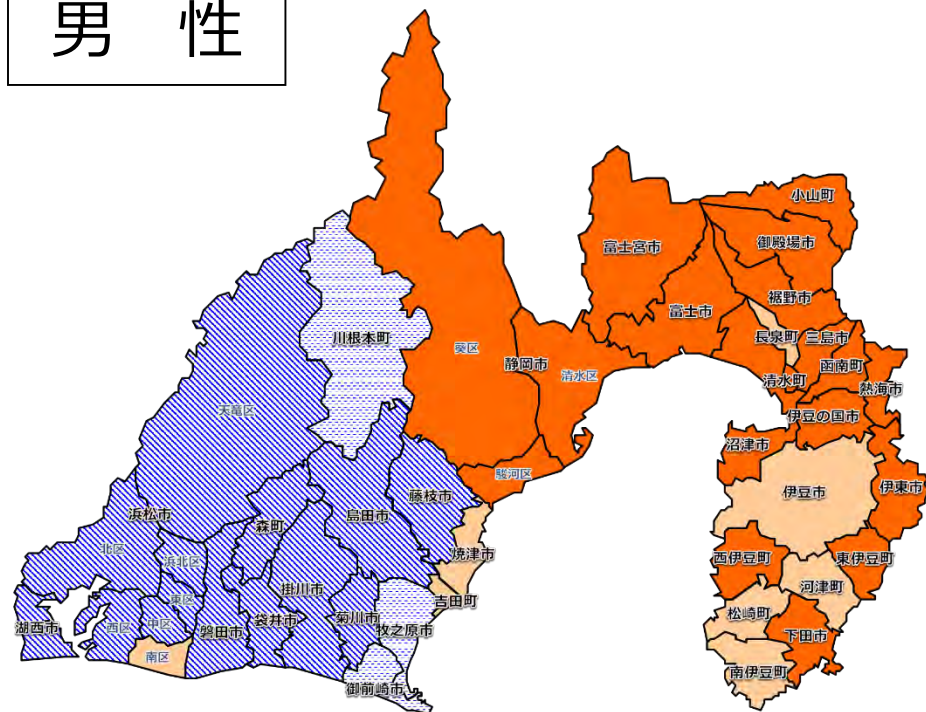 男 性
小山町
御殿場市
富士宮市
裾野市
富士市
川根本町
長泉町
三島市
葵区
静岡市
函南町
清水区
清水町
熱海市
天竜区
伊豆の国市
沼津市
駿河区
伊東市
藤枝市
伊豆市
浜松市
島田市
森町
北区
浜北区
焼津市
西伊豆町
東伊豆町
掛川市
河津町
東区
吉田町
松崎町
袋井市
菊川市
湖西市
西区
中区
磐田市
牧之原市
下田市
南区
南伊豆町
御前崎市